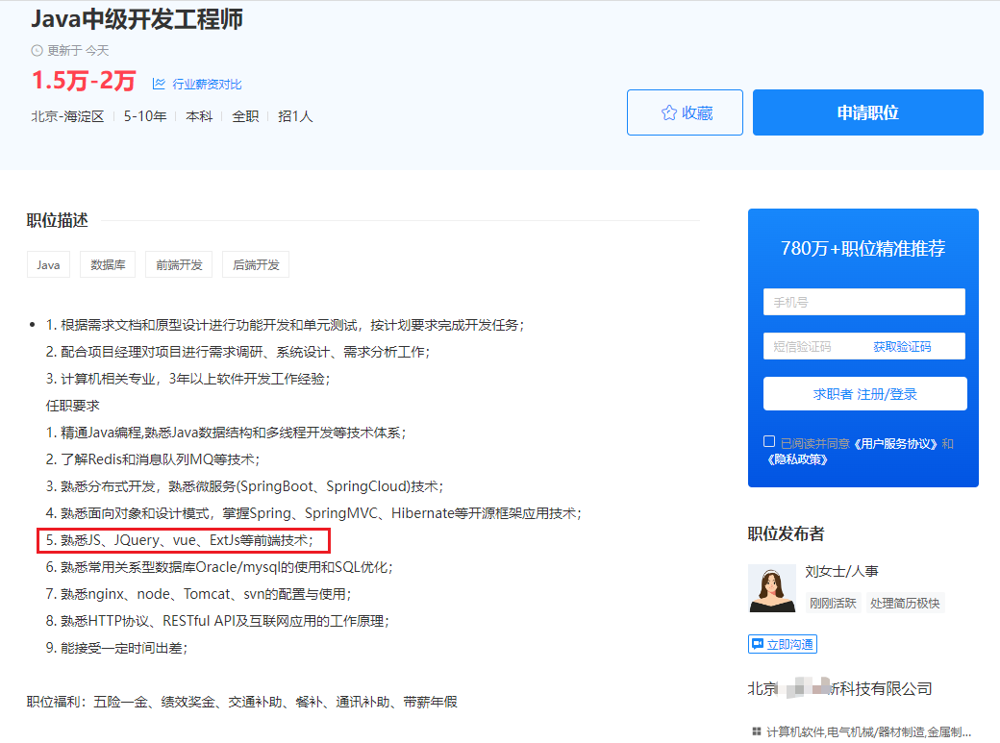 Java中级开发工程师
更新于 今天
1.5万-2万 行业薪资对比
北京-海淀区 5-10年 本科 全职 招1人
收藏
申请职位
职位描述
Java 数据库 前端开发 后端开发
1. 根据需求文档和原型设计进行功能开发和单元测试，按计划要求完成开发任务；
2. 配合项目经理对项目进行需求调研、系统设计、需求分析工作；
3. 计算机相关专业，3年以上软件开发工作经验；
任职要求
1. 精通Java编程,熟悉Java数据结构和多线程开发等技术体系；
2. 了解Redis和消息队列MQ等技术；
3. 熟悉分布式开发，熟悉微服务(SpringBoot、SpringCloud)技术；
4. 熟悉面向对象和设计模式，掌握Spring、SpringMVC、Hibernate等开源框架应用技术；
5. 熟悉JS、JQuery、vue、ExtJs等前端技术；
6. 熟悉常用关系型数据库Oracle/mysql的使用和SQL优化；
7. 熟悉nginx、node、Tomcat、svn的配置与使用；
8. 熟悉HTTP协议、RESTful API及互联网应用的工作原理；
9. 能接受一定时间出差；
职位福利：五险一金、绩效奖金、交通补助、餐补、通讯补助、带薪年假
780万+职位精准推荐
手机号
短信验证码 获取验证码
求职者 注册/登录
已阅读并同意《用户服务协议》和
《隐私政策》
职位发布者
刘女士/人事
刚刚活跃 处理简历极快
立即沟通
北京 新科技有限公司
计算机软件,电气机械/器材制造,金属制...